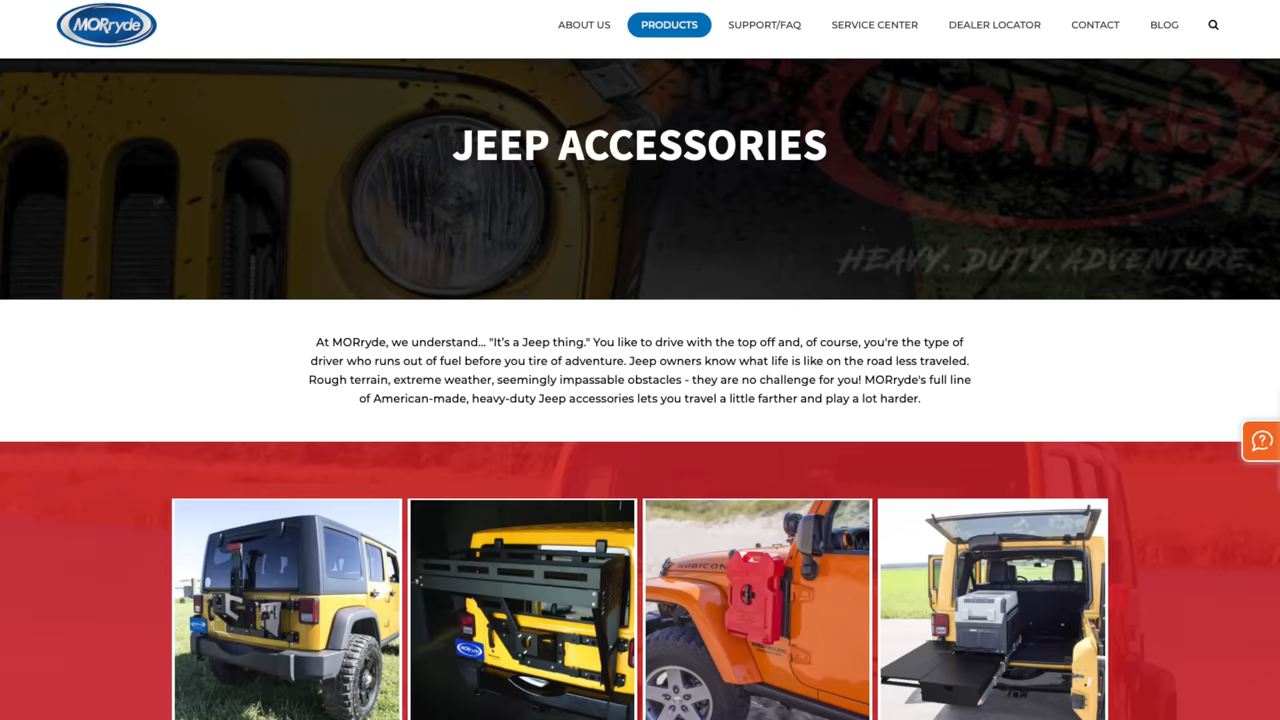 MORryde
ABOUT US
PRODUCTS
SUPPORT/FAQ
SERVICE CENTER
DEALER LOCATOR
CONTACT
BLOG
JEEP ACCESSORIES
MORryde
HEAVY. DUTY. ADVENTURE.
At MORryde, we understand... "It’s a Jeep thing." You like to drive with the top off and, of course, you're the type of
driver who runs out of fuel before you tire of adventure. Jeep owners know what life is like on the road less traveled.
Rough terrain, extreme weather, seemingly impassable obstacles - they are no challenge for you! MORryde's full line
of American-made, heavy-duty Jeep accessories lets you travel a little farther and play a lot harder.
MORryde
RUBICON